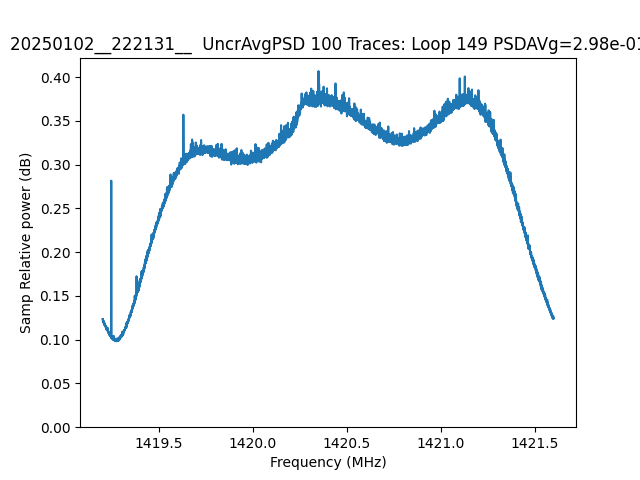 20250102__222131__ UncrAvgPSD 100 Traces: Loop 149 PSDAVg=2.98e-01
0.40
0.35
0.30
0.25
0.20
0.15
0.10
0.05
0.00
Samp Relative power (dB)
1419.5 1420.0 1420.5 1421.0 1421.5
Frequency (MHz)